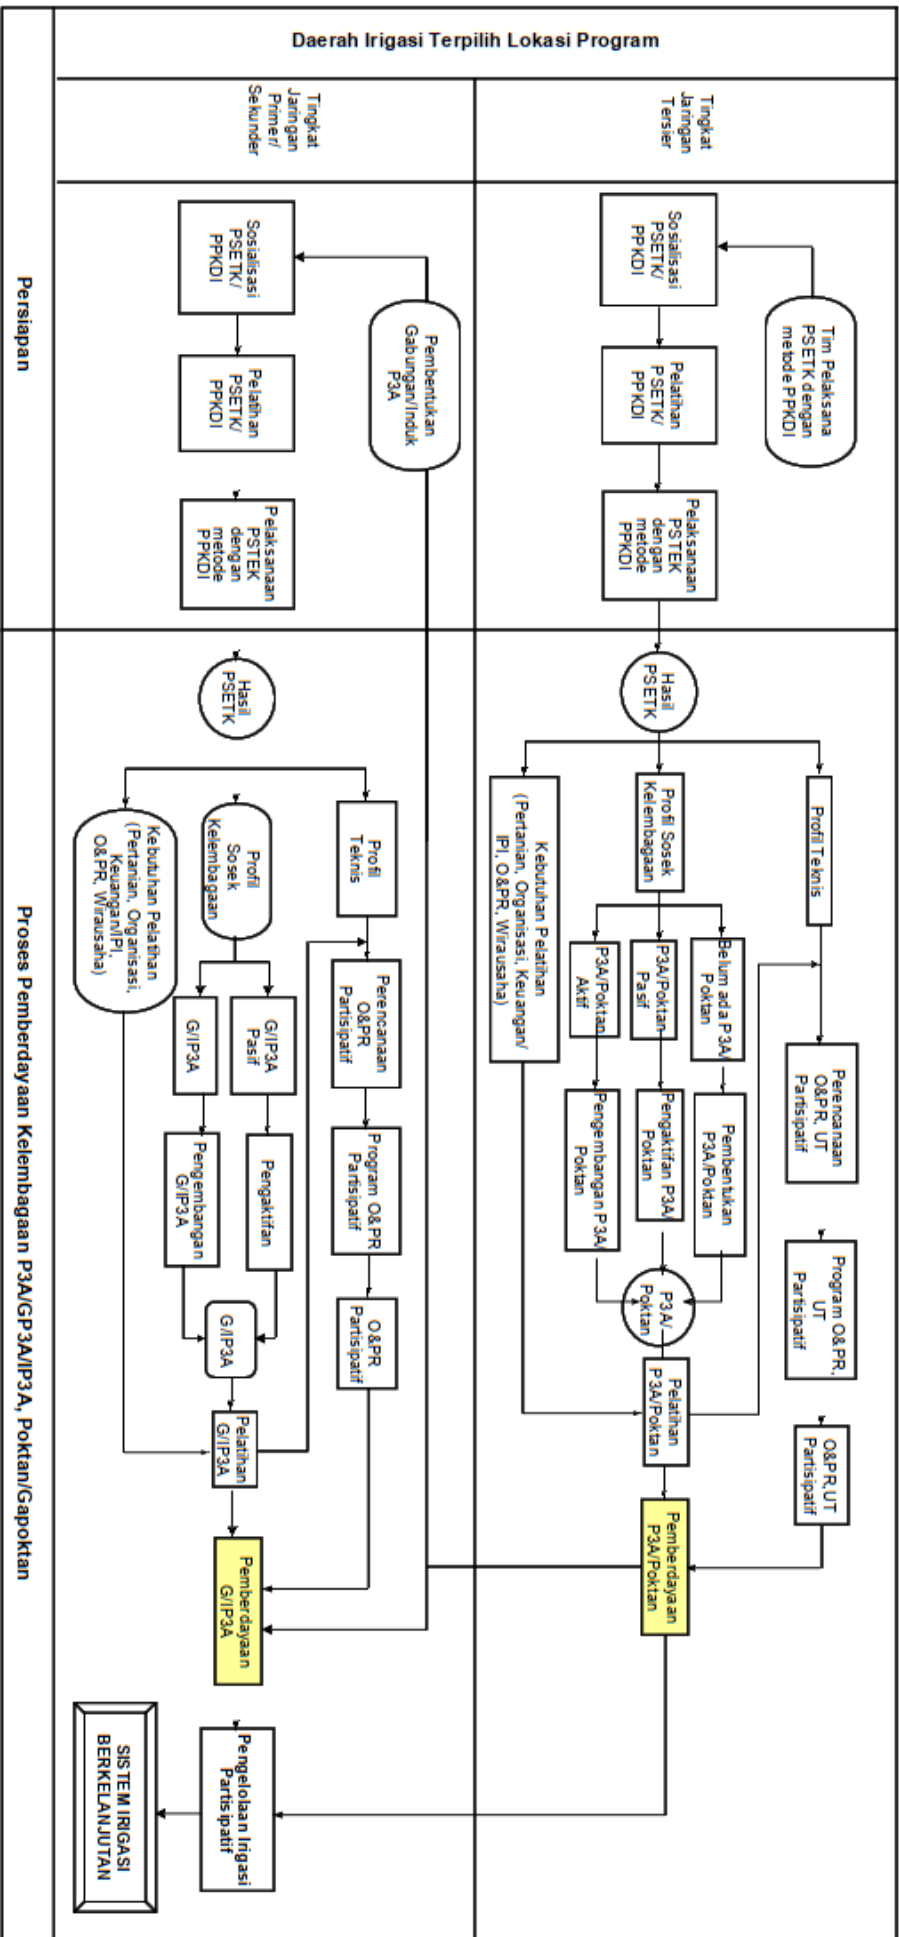 Daerah Irigasi Terpilih Lokasi Program
Tingkat
Jaringan
Tersier
Tim Pelaksana
PSETK dengan
metode PPKDI
Sosialisasi
PSETK/
PPKDI
Pelatihan
PSETK/
PPKDI
Pelaksanaan
PSTEK
dengan
metode
PPKDI
Hasil
PSETK
Profil Teknis
Perencanaan
O&PR, UT
Partisipatif
Program O&PR,
UT
Partisipatif
O&PR,UT
Partisipatif
Profil Sosek
Kelembagaan
Belum ada P3A/
Poktan
Pembentukan
P3A/Poktan
P3A/Poktan
Pasif
Pengaktifan P3A/
Poktan
P3A/Poktan
Aktif
Pengembangan P3A/
Poktan
P3A/
Poktan
Pelatihan
P3A/Poktan
Pemberdayaan
P3A/Poktan
Kebutuhan Pelatihan
(Pertanian, Organisasi, Keuangan/
IPI, O&PR, Wirausaha)
Tingkat
Jaringan
Primer/
Sekunder
Pembentukan
Gabungan/Induk
P3A
Sosialisasi
PSETK/
PPKDI
Pelatihan
PSETK/
PPKDI
Pelaksanaan
PSTEK
dengan
metode
PPKDI
Hasil
PSETK
Profil
Teknis
Perencanaan
O&PR
Partisipatif
Program O&PR
Partisipatif
O&PR
Partisipatif
Profil
Sosek
Kelembagaan
G/IP3A
Pasif
Pengaktifan
G/IP3A
Pengembangan
G/IP3A
G/IP3A
Pelatihan
G/IP3A
Pemberdayaan
G/IP3A
Kebutuhan Pelatihan
(Pertanian, Organisasi,
Keuangan/IPI,
O&PR, Wirausaha)
Pengelolaan Irigasi
Partisipatif
SISTEM IRIGASI
BERKELANJUTAN
Persiapan
Proses Pemberdayaan Kelembagaan P3A/GP3A/IP3A, Poktan/Gapoktan